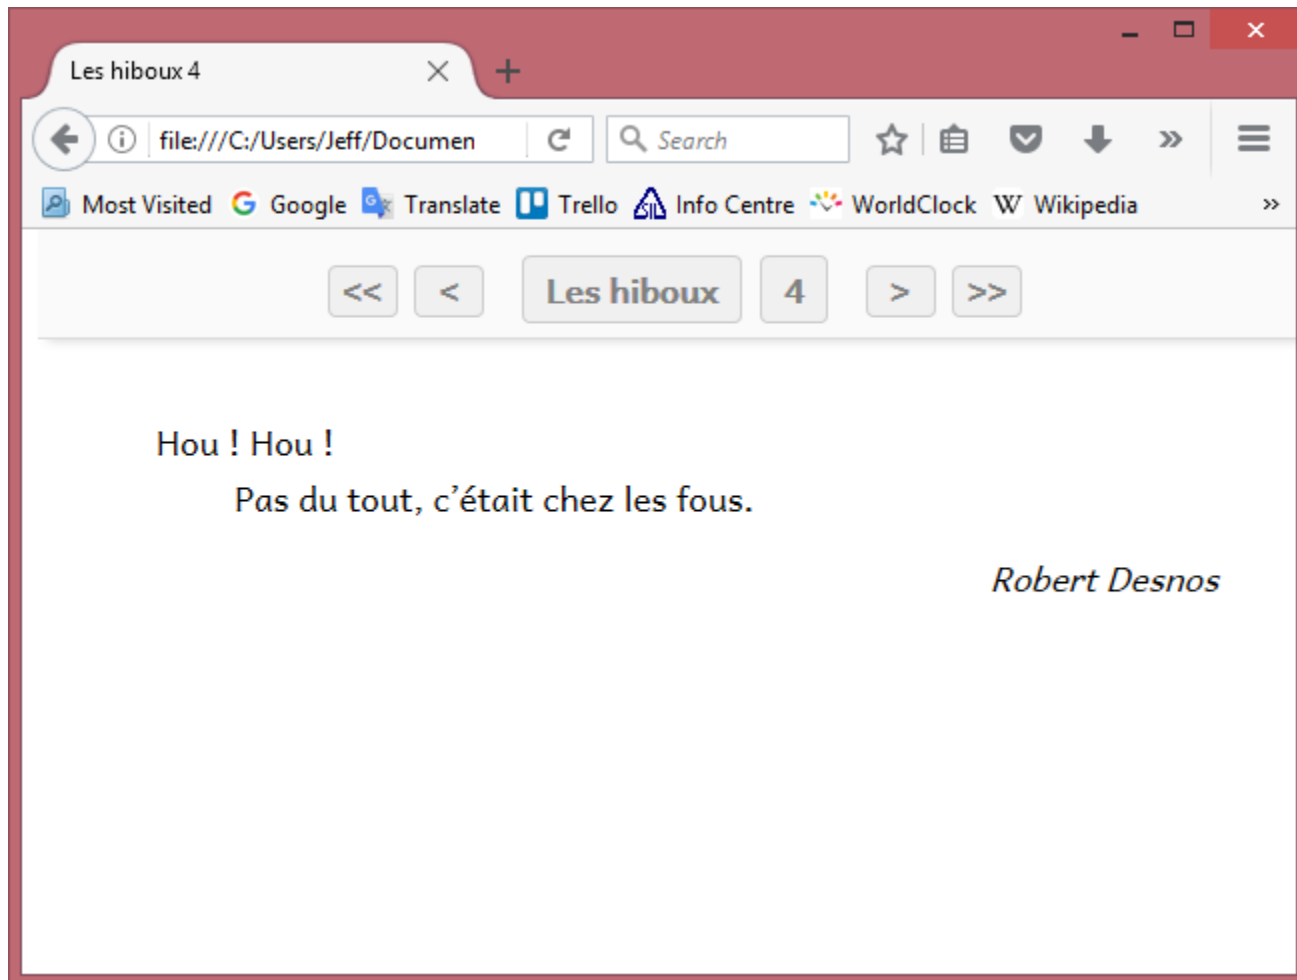 Les hiboux 4
file:///C:/Users/Jeff/Documen
Search
Most Visited Google Translate Trello Info Centre WorldClock Wikipedia
<< < Les hiboux 4 > >>
Hou ! Hou !
Pas du tout, c’était chez les fous.
Robert Desnos